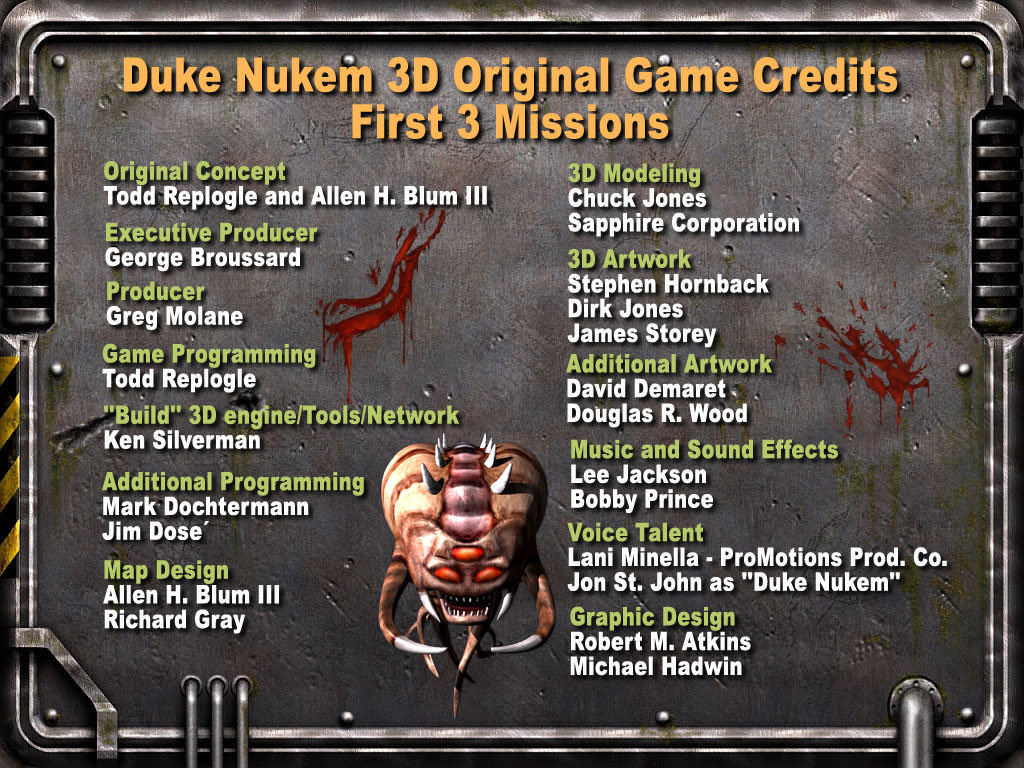 Duke Nukem 3D Original Game Credits
First 3 Missions
Original Concept
Todd Replogle and Allen H. Blum III
Executive Producer
George Broussard
Producer
Greg Molane
Game Programming
Todd Replogle
"Build" 3D engine/Tools/Network
Ken Silverman
Additional Programming
Mark Dochtermann
Jim Dose´
Map Design
Allen H. Blum III
Richard Gray
3D Modeling
Chuck Jones
Sapphire Corporation
3D Artwork
Stephen Hornback
Dirk Jones
James Storey
Additional Artwork
David Demaret
Douglas R. Wood
Music and Sound Effects
Lee Jackson
Bobby Prince
Voice Talent
Lani Minella - ProMotions Prod. Co.
Jon St. John as "Duke Nukem"
Graphic Design
Robert M. Atkins
Michael Hadwin